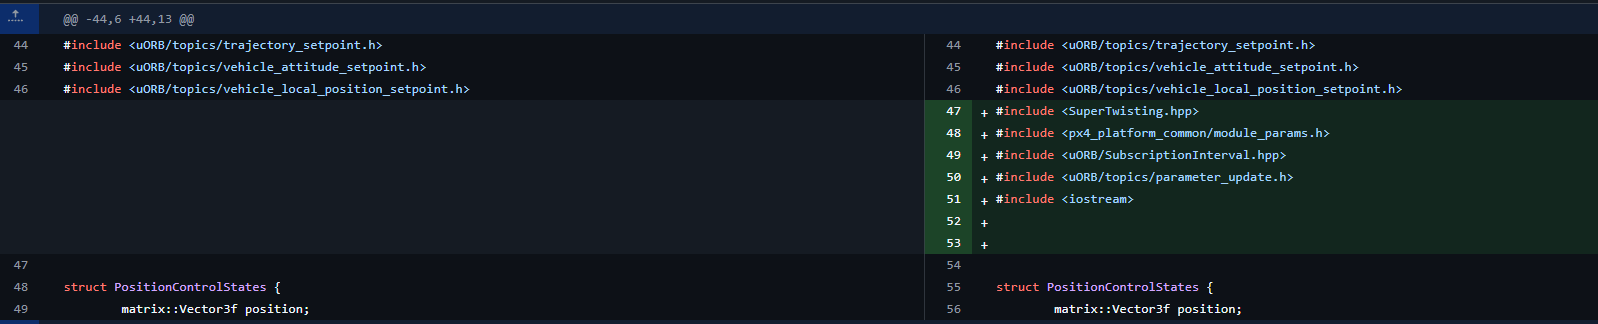 @@ -44,6 +44,13 @@
44 #include <uORB/topics/trajectory_setpoint.h> 44 #include <uORB/topics/trajectory_setpoint.h>
45 #include <uORB/topics/vehicle_attitude_setpoint.h> 45 #include <uORB/topics/vehicle_attitude_setpoint.h>
46 #include <uORB/topics/vehicle_local_position_setpoint.h> 46 #include <uORB/topics/vehicle_local_position_setpoint.h>
47 + #include <SuperTwisting.hpp>
48 + #include <px4_platform_common/module_params.h>
49 + #include <uORB/SubscriptionInterval.hpp>
50 + #include <uORB/topics/parameter_update.h>
51 + #include <iostream>
52 +
53 +
47 54
48 struct PositionControlStates { 55 struct PositionControlStates {
49 matrix::Vector3f position; 56 matrix::Vector3f position;